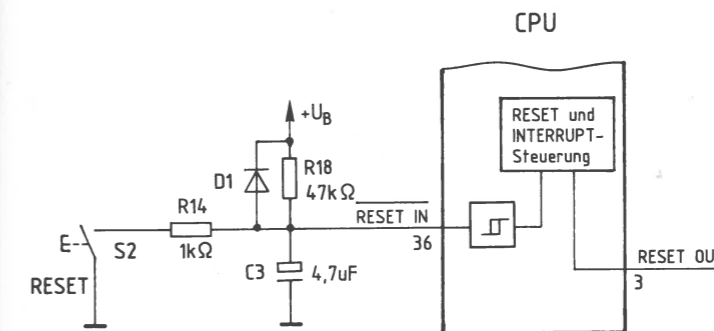 CPU
RESET und
INTERRUPT-
Steuerung
+U_B
D1
R18
47kΩ
R14
1kΩ
RESET IN
36
E
S2
RESET
C3
4,7uF
RESET OU
3